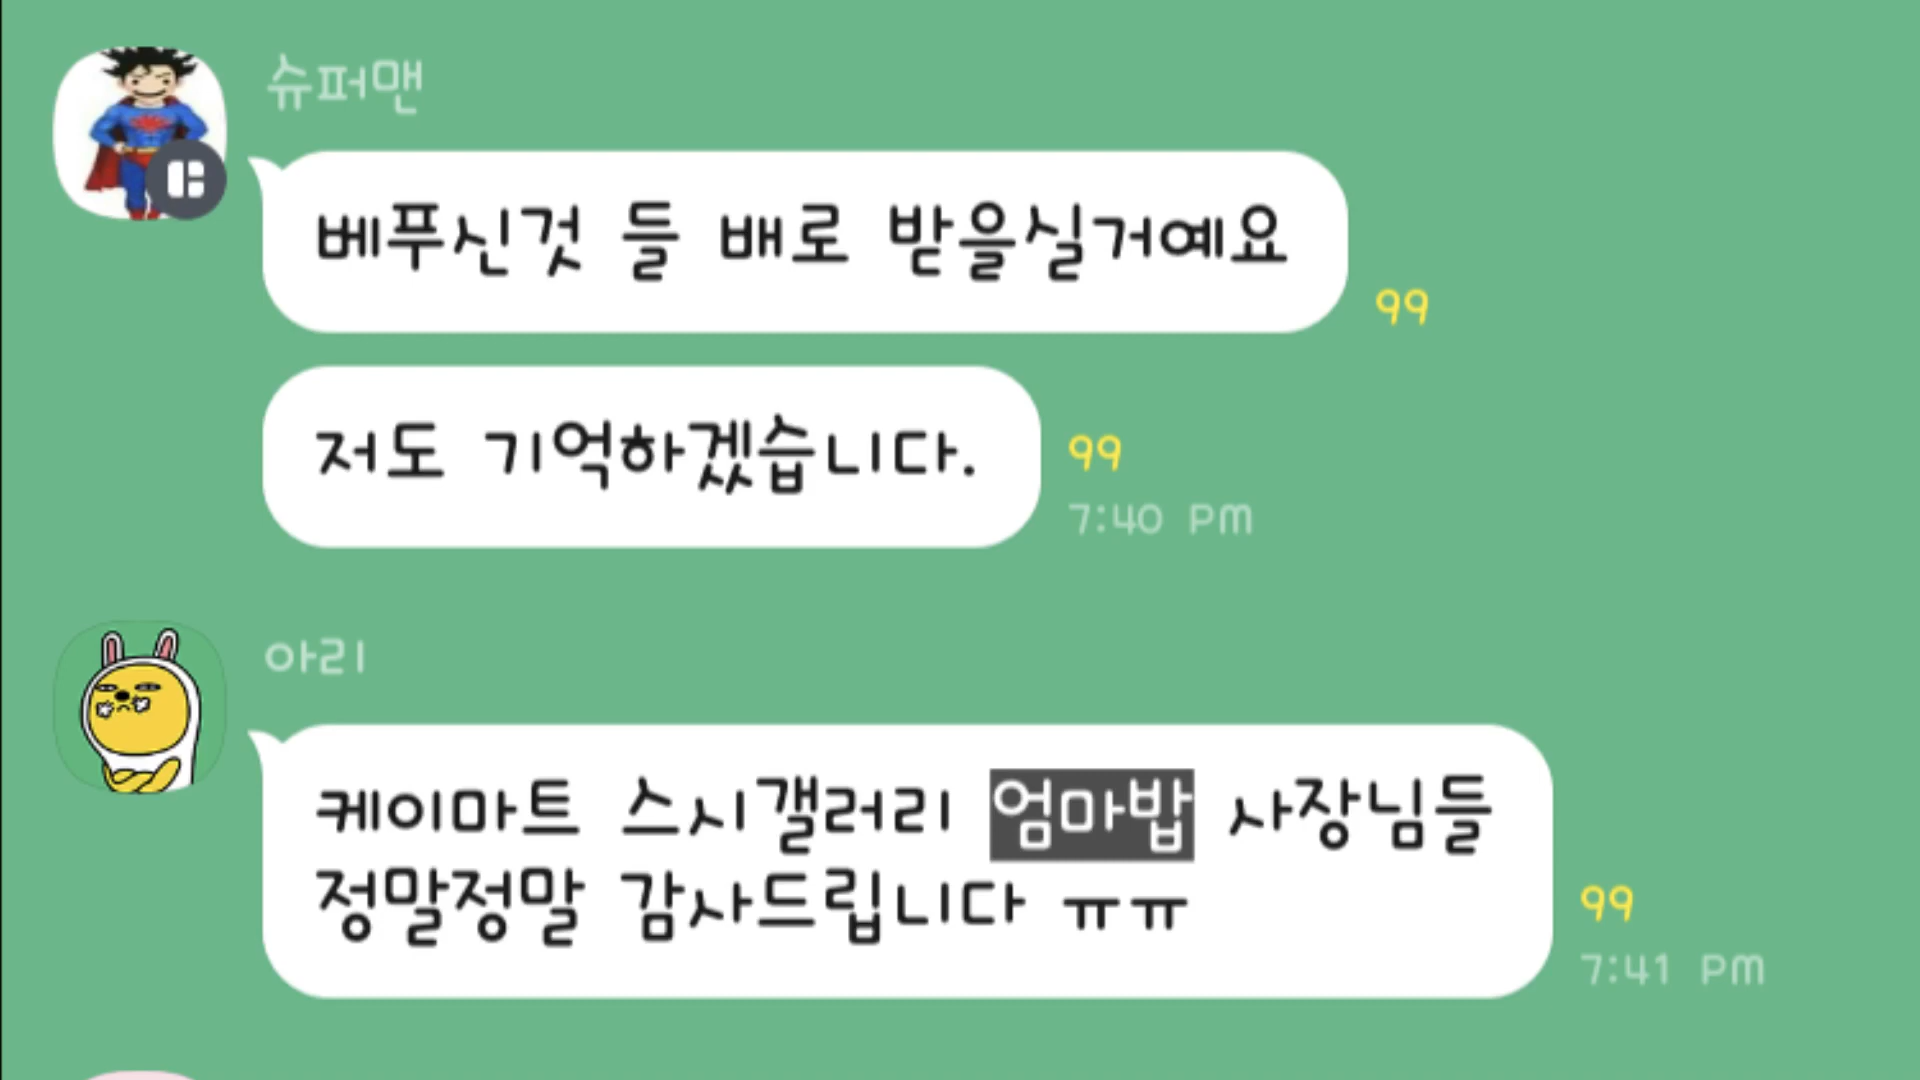 슈퍼맨
베푸신것 들 배로 받을실거예요
99
저도 기억하겠습니다.
99
7:40 PM
아리
케이마트 스시갤러리 엄마밥 사장님들
정말정말 감사드립니다 ㅠㅠ
99
7:41 PM